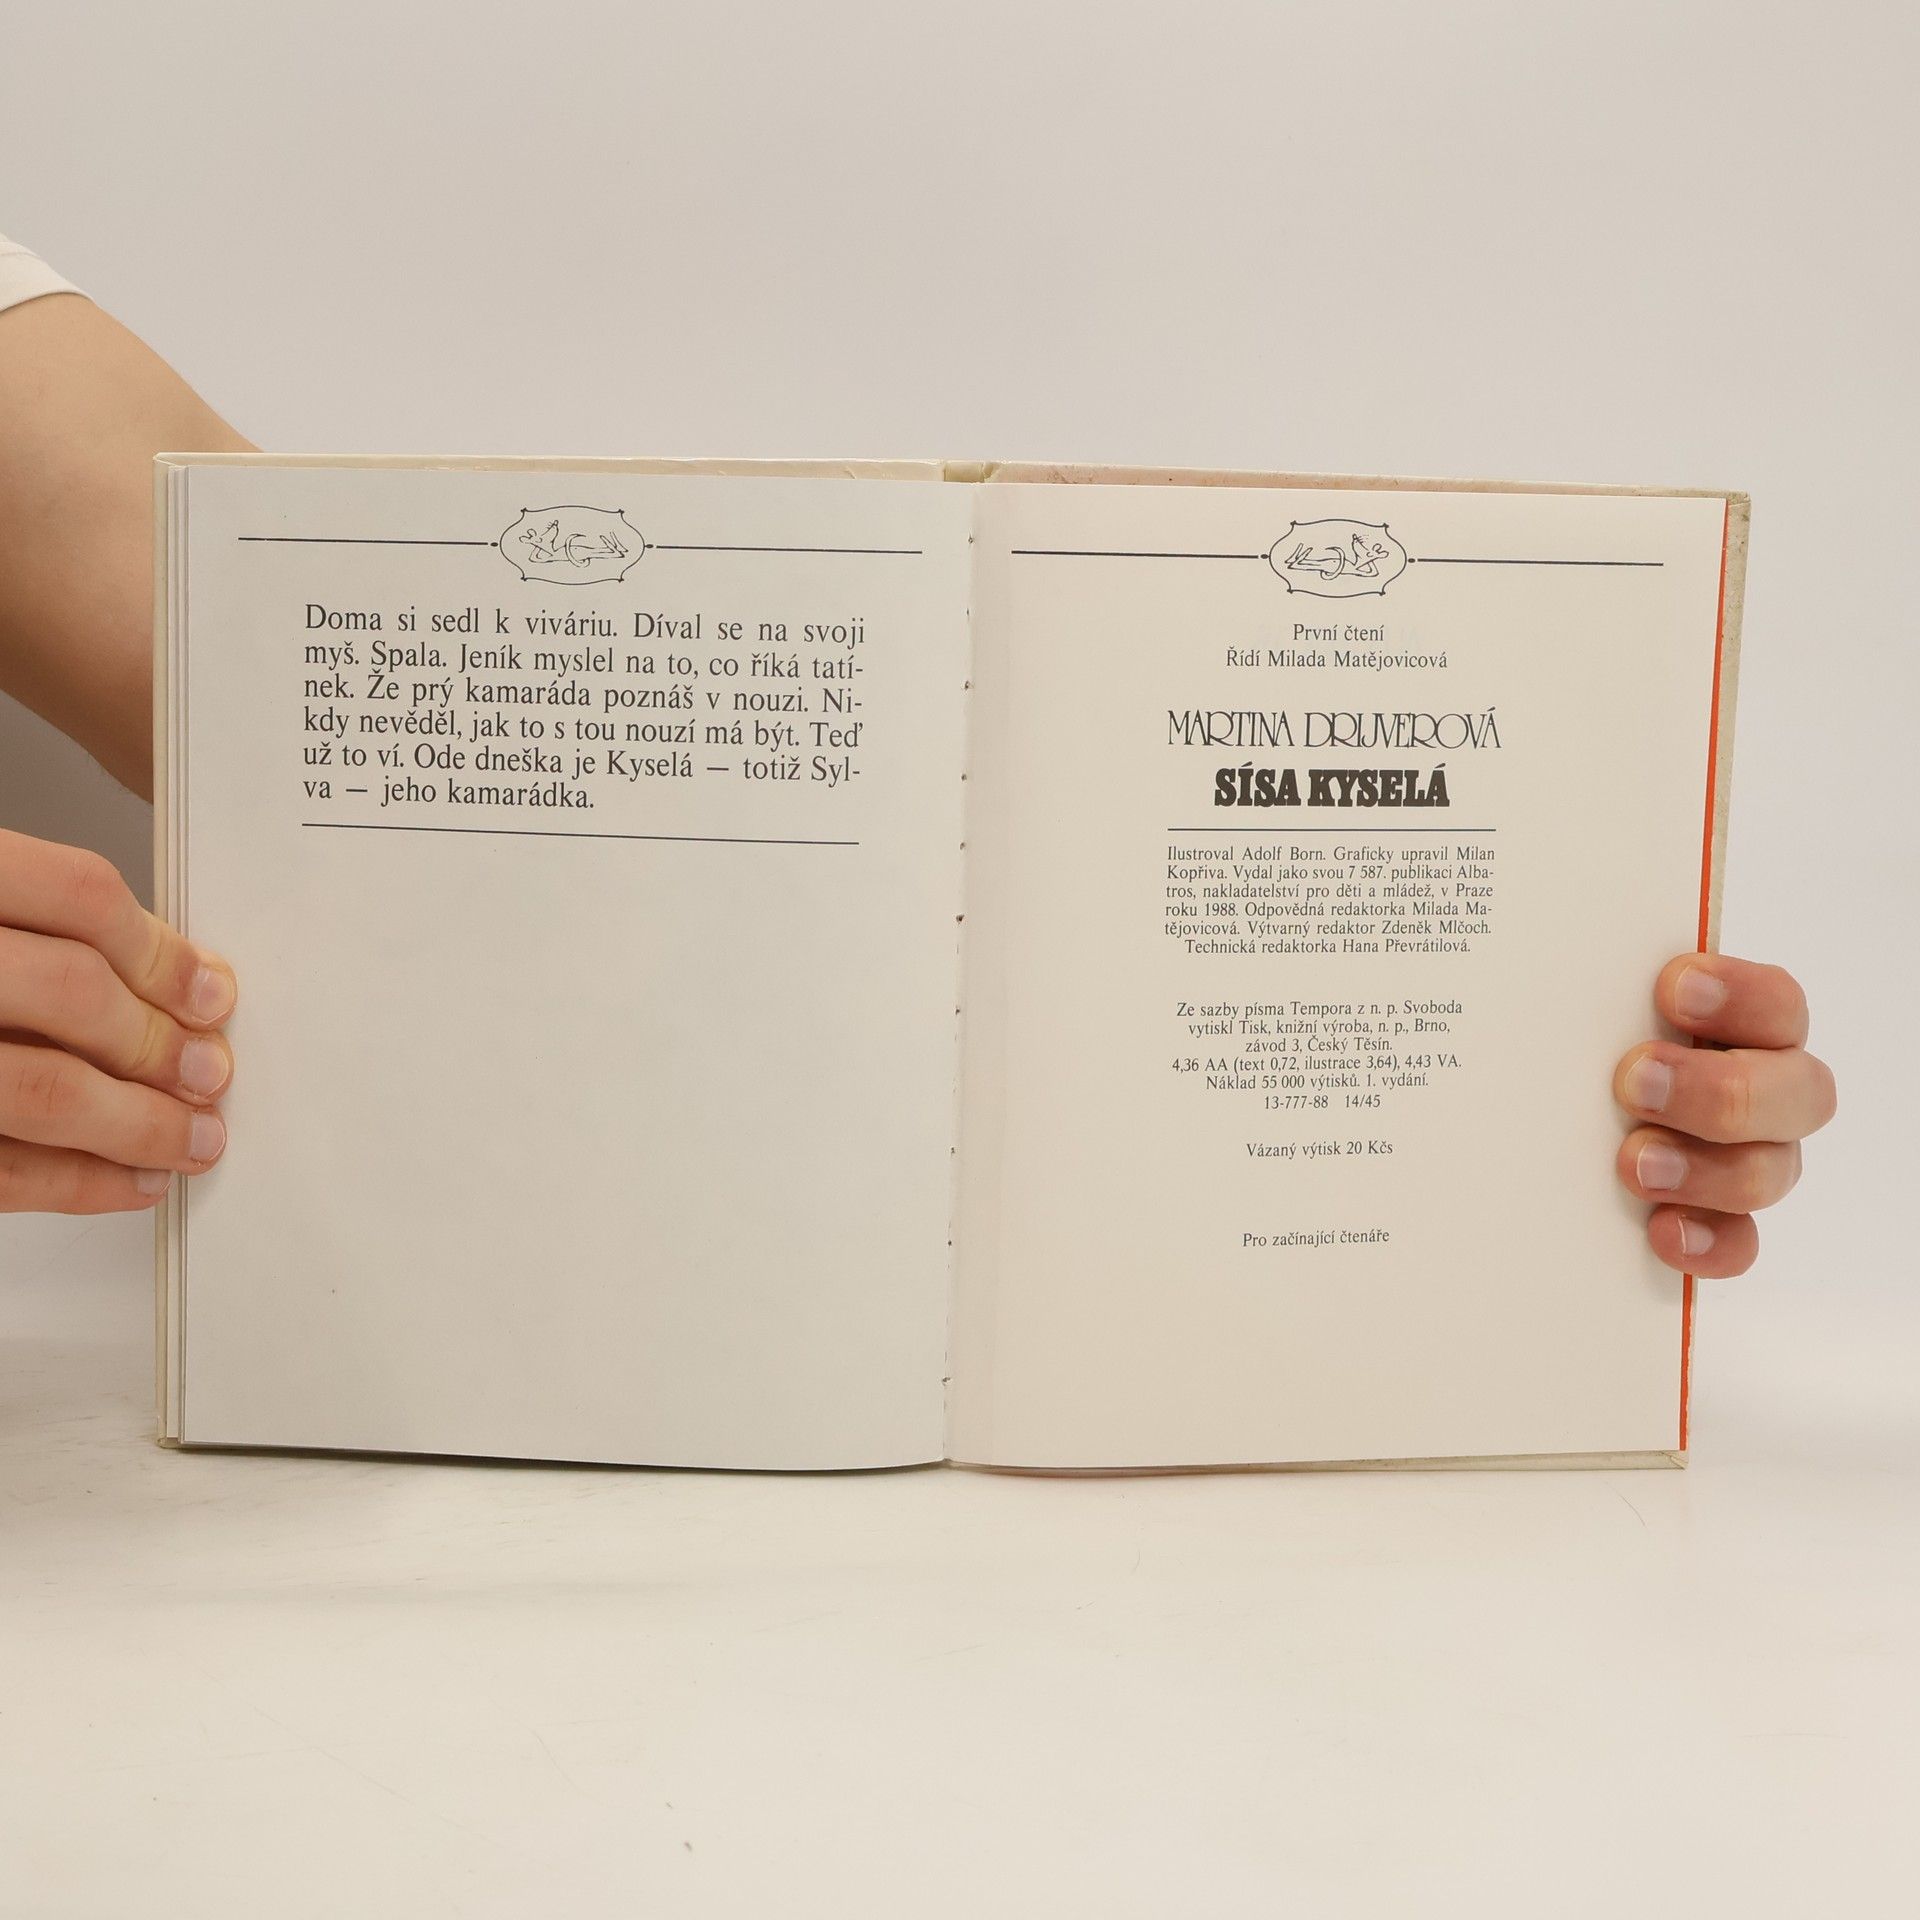 Doma si sedl k viváriu. Díval se na svoji
myš. Spala. Jeník myslel na to, co říká tatí-
nek. Že prý kamaráda poznáš v nouzi. Ni-
kdy nevěděl, jak to s tou nouzí má být. Teď
už to ví. Ode dneška je Kyselá — totiž Syl-
va — jeho kamarádka.
První čtení
Řídí Milada Matějovicová
MARTINA DRIJVEROVÁ
SÍSA KYSELÁ
Ilustroval Adolf Born. Graficky upravil Milan
Kopřiva. Vydal jako svou 7 587. publikaci Alba-
tros, nakladatelství pro děti a mládež, v Praze
roku 1988. Odpovědná redaktorka Milada Ma-
tějovicová. Výtvarný redaktor Zdeněk Mlčoch.
Technická redaktorka Hana Převrátilová.
Ze sazby písma Tempora z n. p. Svoboda
vytiskl Tisk, knižní výroba, n. p., Brno,
závod 3, Český Těsín.
4,36 AA (text 0,72, ilustrace 3,64), 4,43 VA.
Náklad 55 000 výtisků. 1. vydání.
13-777-88 14/45
Vázaný výtisk 20 Kčs
Pro začínající čtenáře